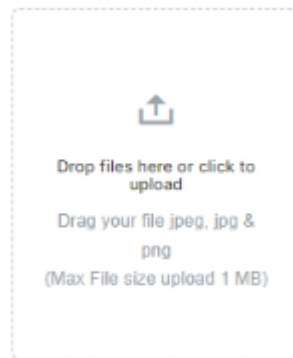 Drop files here or click to
upload
Drag your file jpeg, jpg &
png
(Max File size upload 1 MB)